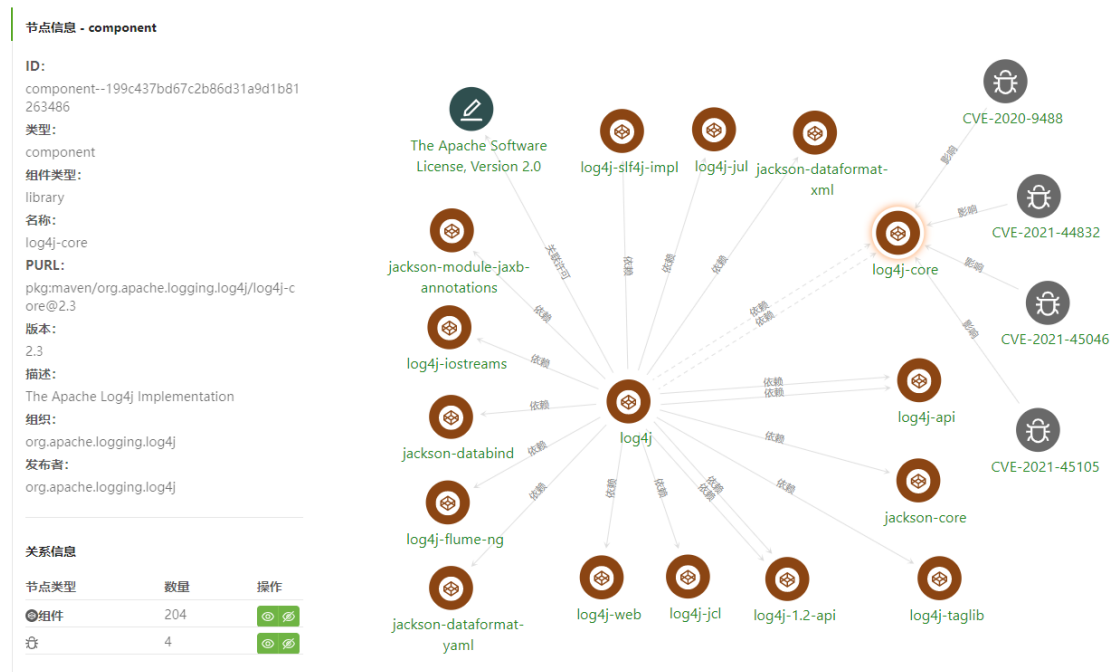 节点信息 - component
ID:
component--199c437bd67c2b86d31a9d1b81
263486
类型:
component
组件类型:
library
名称:
log4j-core
PURL:
pkg:maven/org.apache.logging.log4j/log4j-c
ore@2.3
版本:
2.3
描述:
The Apache Log4j Implementation
组织:
org.apache.logging.log4j
发布者:
org.apache.logging.log4j
关系信息
节点类型 数量 操作
组件 204
4
The Apache Software
License, Version 2.0
log4j-slf4j-impl
log4j-jul
jackson-dataformat-
xml
CVE-2020-9488
影响
CVE-2021-44832
影响
log4j-core
影响
CVE-2021-45046
影响
CVE-2021-45105
jackson-module-jaxb-
annotations
关联许可
依赖
依赖
依赖
依赖
依赖
依赖
log4j-iostreams
依赖
依赖
依赖
log4j-api
log4j
依赖
jackson-databind
依赖
依赖
jackson-core
log4j-flume-ng
依赖
依赖
依赖
依赖
依赖
依赖
jackson-dataformat-
yaml
log4j-web
log4j-jcl
log4j-1.2-api
log4j-taglib